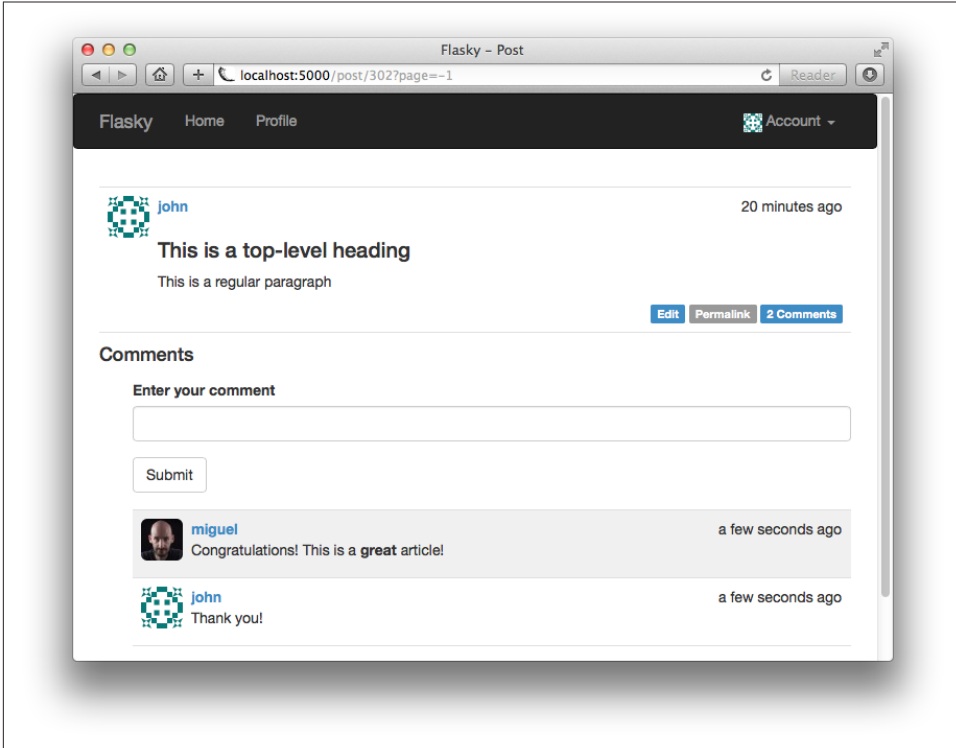 Flasky – Post
localhost:5000/post/302?page=-1
Reader
Flasky Home Profile Account
john 20 minutes ago
This is a top-level heading
This is a regular paragraph
Edit Permalink 2 Comments
Comments
Enter your comment
Submit
miguel a few seconds ago
Congratulations! This is a great article!
john a few seconds ago
Thank you!